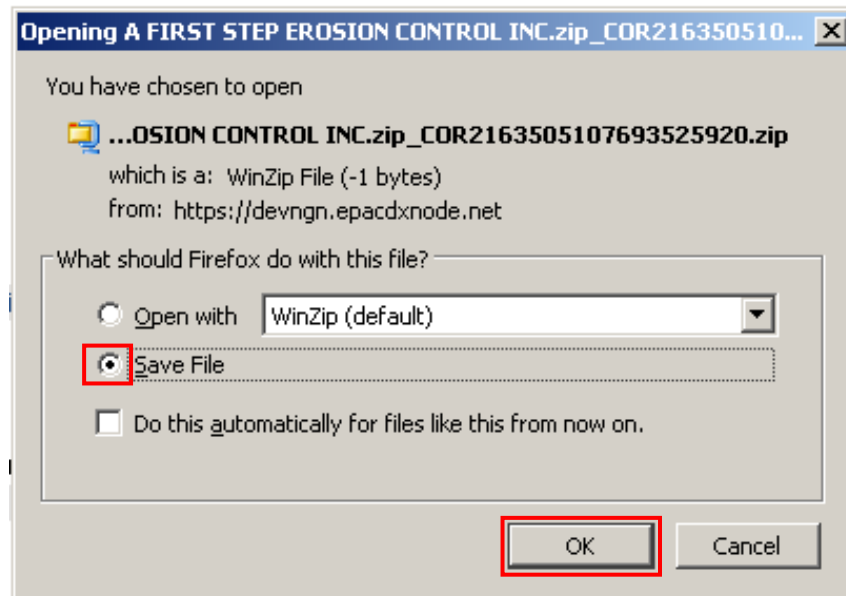 Opening A FIRST STEP EROSION CONTROL INC.zip_COR216350510...
You have chosen to open
...OSION CONTROL INC.zip_COR2163505107693525920.zip
which is a: WinZip File (-1 bytes)
from: https://devngn.epacdxnode.net
What should Firefox do with this file?
Open with WinZip (default)
Save File
Do this automatically for files like this from now on.
OK Cancel